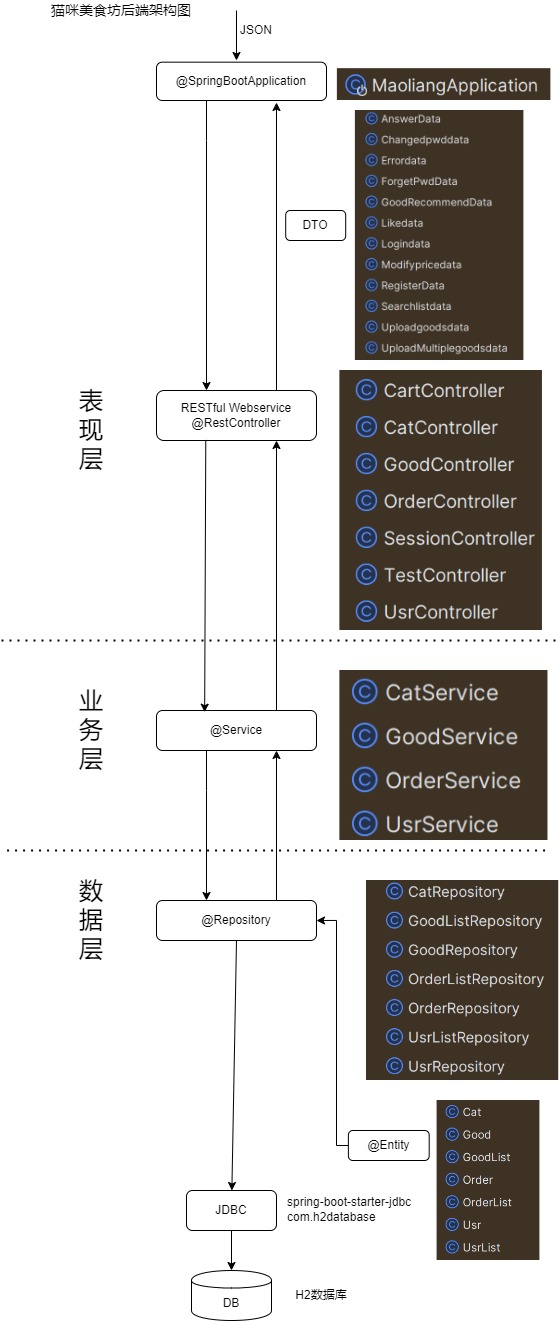 猫咪美食坊后端架构图
JSON
@SpringBootApplication
MaoliangApplication
AnswerData
Changedpwddata
Errordata
ForgetPwdData
GoodRecommendData
Likedata
Logindata
Modifypricedata
RegisterData
Searchlistdata
Uploadgoodsdata
UploadMultiplegoodsdata
DTO
表现层
RESTful Webservice
@RestController
CartController
CatController
GoodController
OrderController
SessionController
TestController
UsrController
业务层
@Service
CatService
GoodService
OrderService
UsrService
数据层
@Repository
CatRepository
GoodListRepository
GoodRepository
OrderListRepository
OrderRepository
UsrListRepository
UsrRepository
@Entity
Cat
Good
GoodList
Order
OrderList
Usr
UsrList
JDBC
spring-boot-starter-jdbc
com.h2database
DB
H2数据库